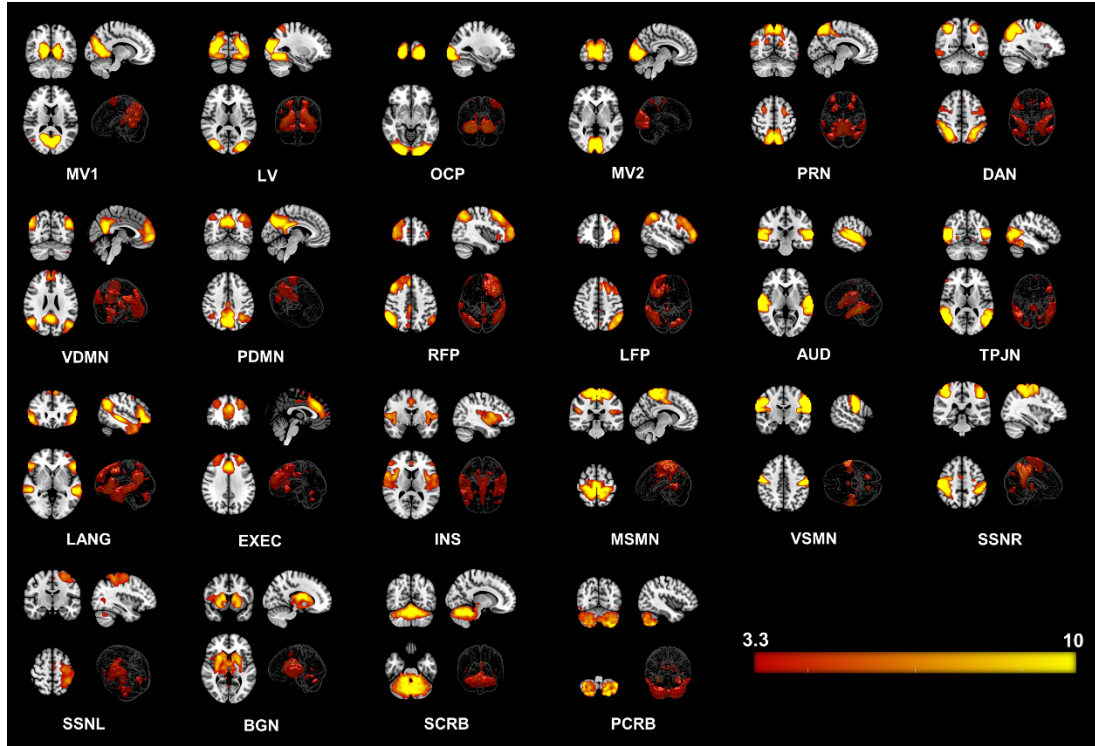 MV1 LV OCP MV2 PRN DAN
VDMN PDMN RFP LFP AUD TPJN
LANG EXEC INS MSMN VSMN SSNR
3.3 10
SSNL BGN SCRB PCRB